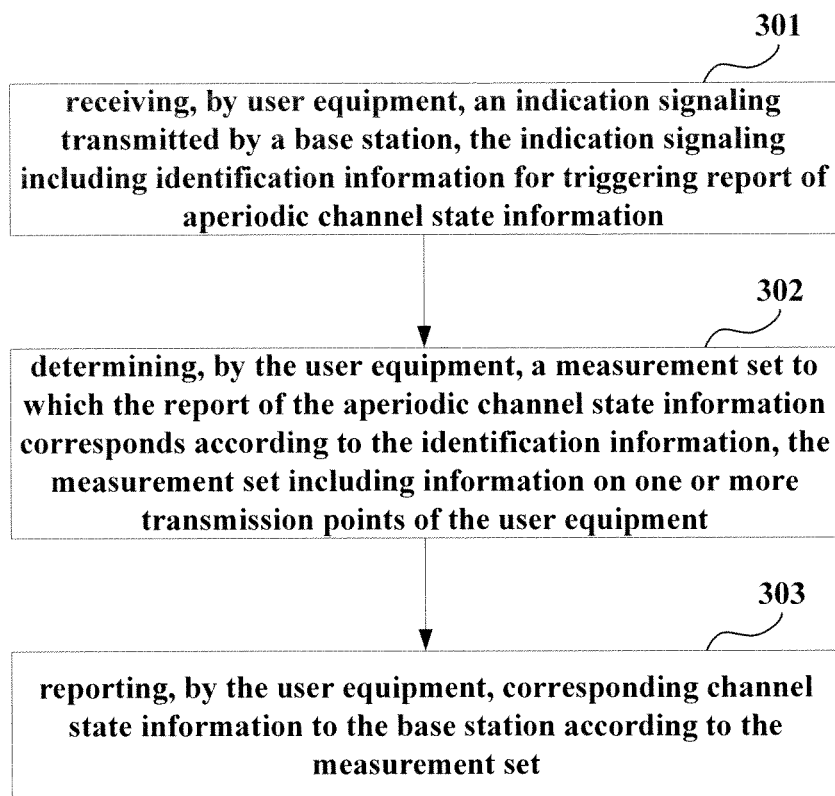 301
receiving, by user equipment, an indication signaling
transmitted by a base station, the indication signaling
including identification information for triggering report of
aperiodic channel state information
302
determining, by the user equipment, a measurement set to
which the report of the aperiodic channel state information
corresponds according to the identification information, the
measurement set including information on one or more
transmission points of the user equipment
303
reporting, by the user equipment, corresponding channel
state information to the base station according to the
measurement set